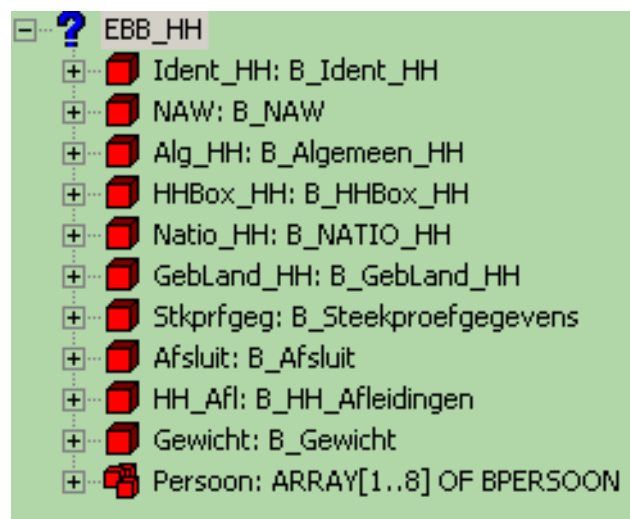 EBB_HH
Ident_HH: B_Ident_HH
NAW: B_NAW
Alg_HH: B_Algemeen_HH
HHBox_HH: B_HHBox_HH
Natio_HH: B_NATIO_HH
GebLand_HH: B_GebLand_HH
Stkprfgeg: B_Steekproefgegevens
Afsluit: B_Afsluit
HH_Afl: B_HH_Afleidingen
Gewicht: B_Gewicht
Persoon: ARRAY[1..8] OF BPERSOON